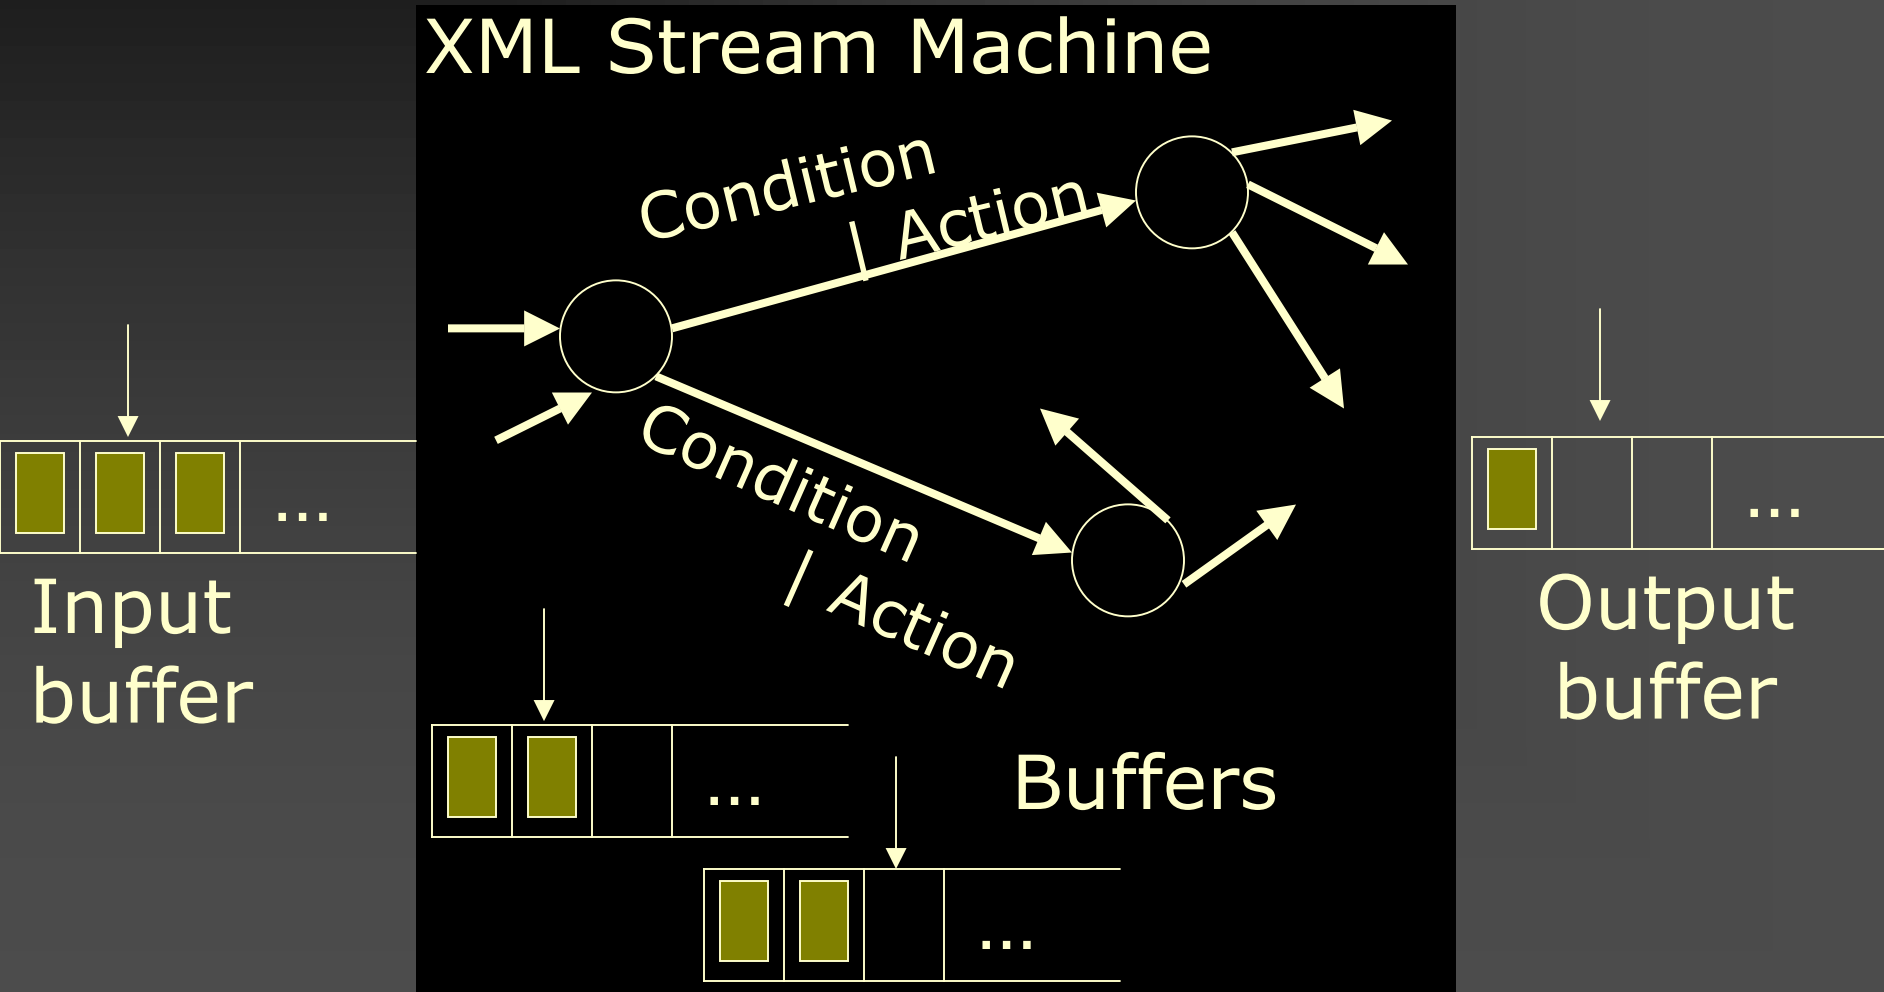 XML Stream Machine
Condition
| Action
Condition
| Action
...
Input
buffer
...
Output
buffer
...
Buffers
...